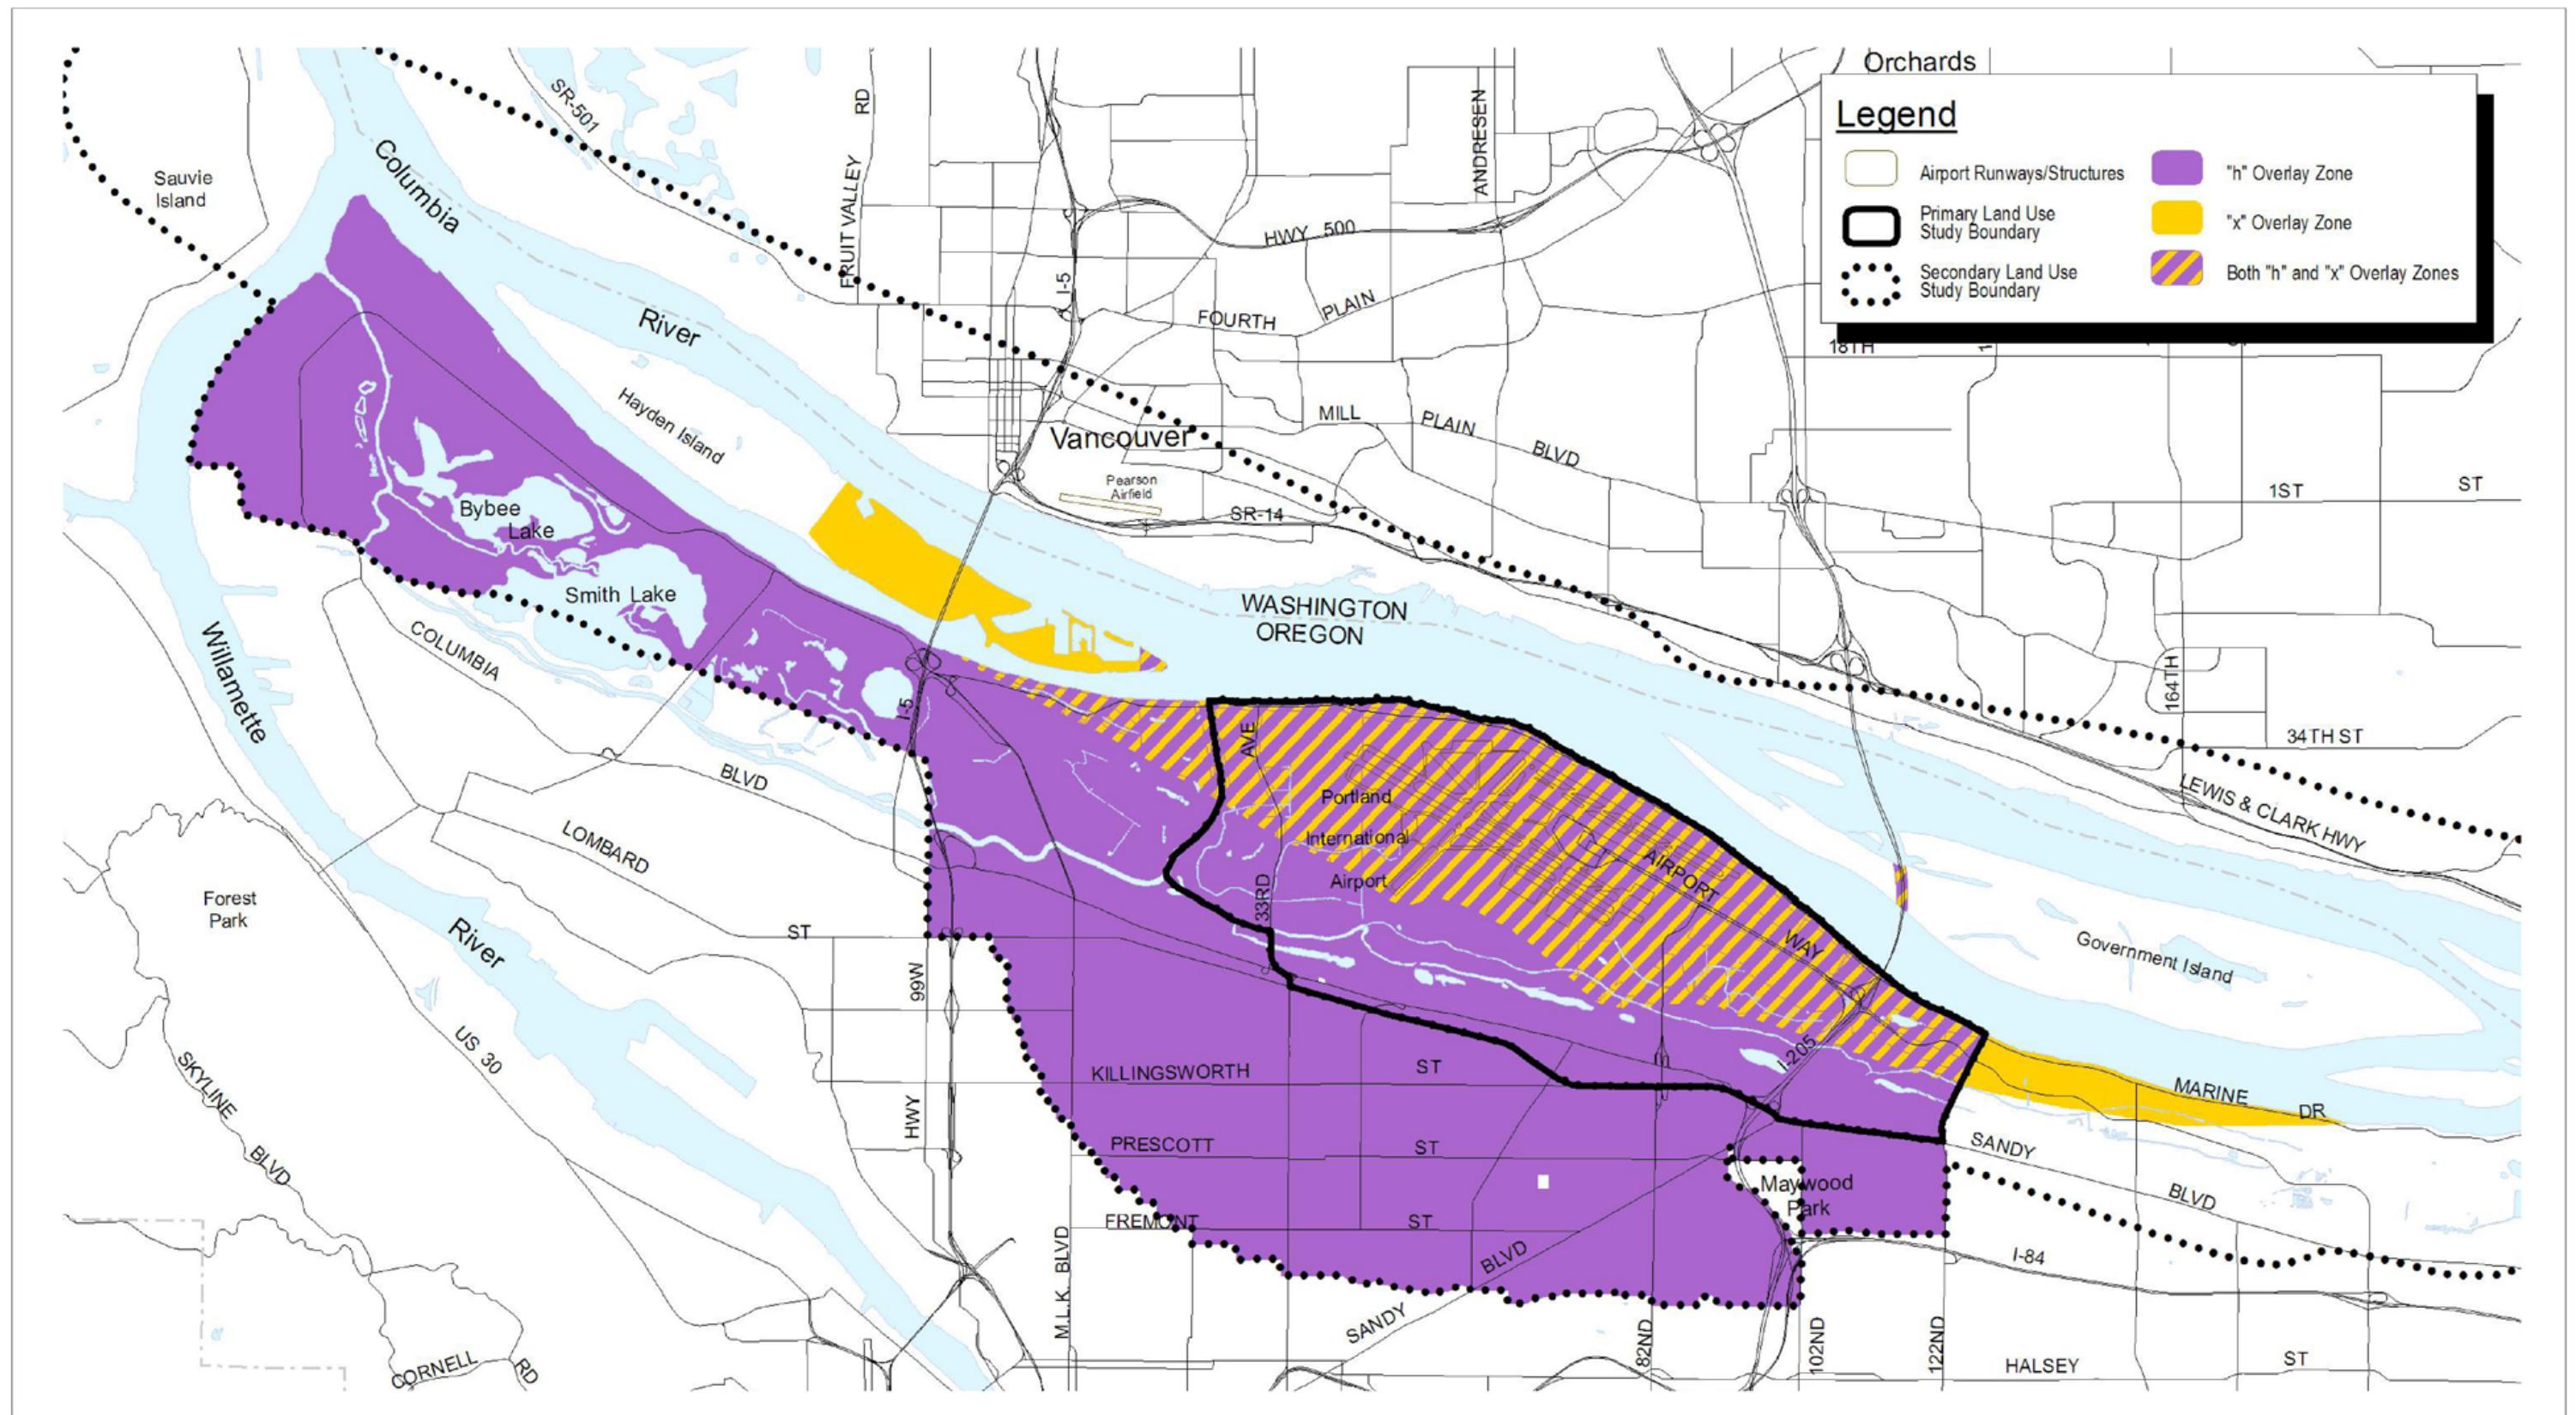 Orchards
Legend
Airport Runways/Structures
Primary Land Use
Study Boundary
Secondary Land Use
Study Boundary
"h" Overlay Zone
"x" Overlay Zone
Both "h" and "x" Overlay Zones
SR-501
RD
FRUIT VALLEY
ANDRESEN
Columbia
Sauvie
Island
HWY 500
I-5
River
FOURTH
PLAIN
18TH
Hayden Island
MILL
PLAIN
BLVD
Vancouver
Pearson
Airfield
SR-14
1ST
ST
Bybee
Lake
Smith Lake
WASHINGTON
OREGON
COLUMBIA
Willamette
164TH
I-5
AVE
34TH ST
BLVD
Portland
International
Airport
LEWIS & CLARK HWY
LOMBARD
AIRPORT
WAY
33RD
Forest
Park
River
ST
Government Island
99W
US 30
KILLINGSWORTH
ST
I-205
MARINE
DR
SKYLINE
BLVD
HWY
PRESCOTT
ST
SANDY
BLVD
Maywood
Park
FREMONT
ST
BLVD
M.L.K. BLVD
I-84
SANDY
82ND
102ND
122ND
CORNELL
RD
HALSEY
ST